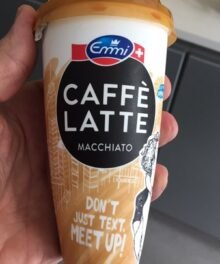 Emmi
CAFFÈ
LATTE
MACCHIATO
DON'T
JUST TEXT.
MEET UP!